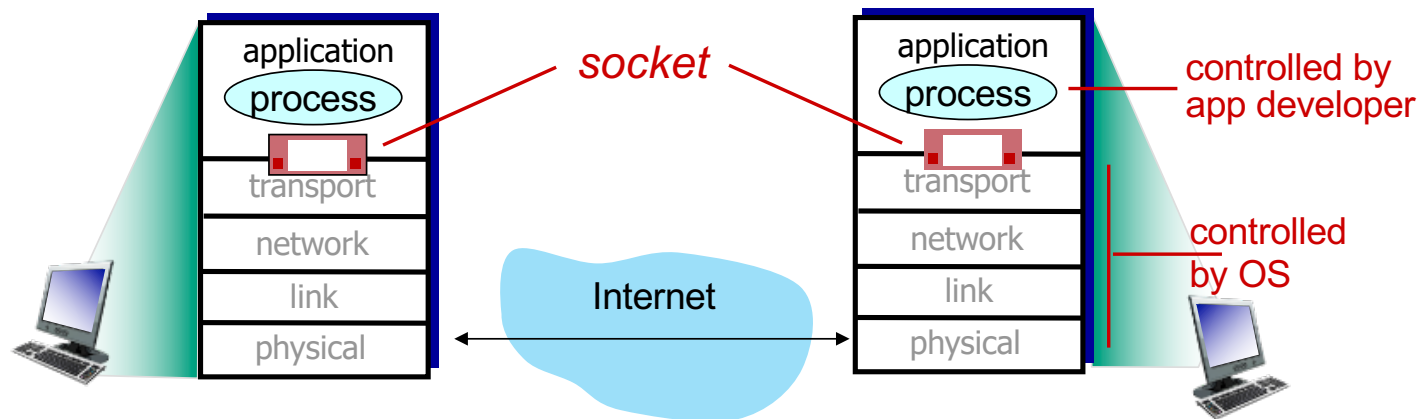 application
process
transport
network
link
physical
socket
Internet
application
process
transport
network
link
physical
controlled by
app developer
controlled
by OS